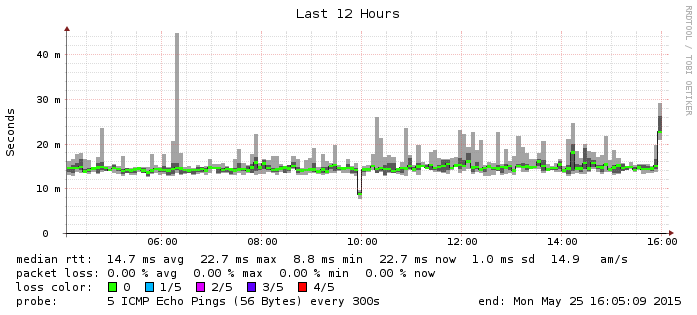 Last 12 Hours
RRDTOOL / TOBI OETIKER
Seconds
40 m
30 m
20 m
10 m
0
06:00 08:00 10:00 12:00 14:00 16:00
median rtt: 14.7 ms avg 22.7 ms max 8.8 ms min 22.7 ms now 1.0 ms sd 14.9 am/s
packet loss: 0.00 % avg 0.00 % max 0.00 % min 0.00 % now
loss color: 0 1/5 2/5 3/5 4/5
probe: 5 ICMP Echo Pings (56 Bytes) every 300s end: Mon May 25 16:05:09 2015